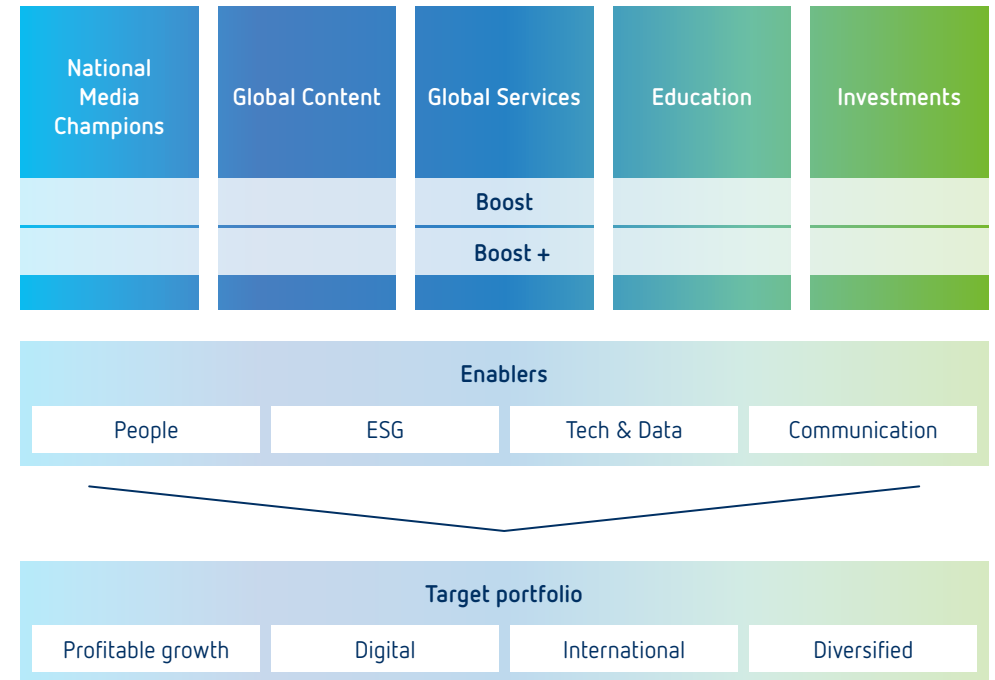 National
Media
Champions
Global Content
Global Services
Education
Investments
Boost
Boost +
Enablers
People
ESG
Tech & Data
Communication
Target portfolio
Profitable growth
Digital
International
Diversified